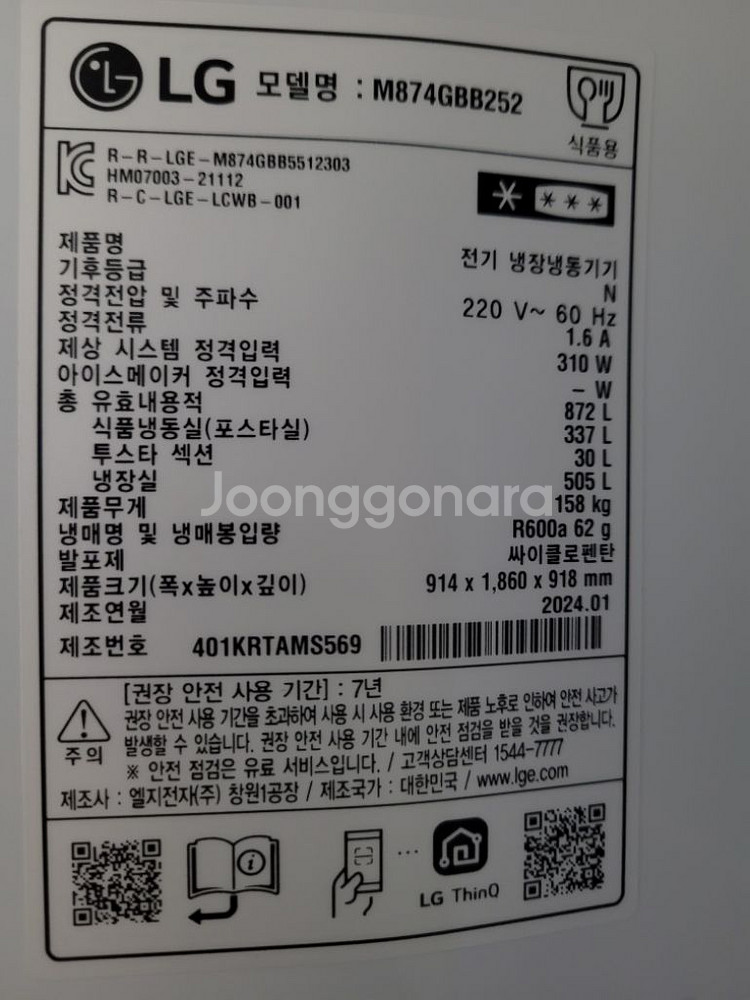 LG 모델명 : M874GBB252
식품용
R-R-LGE-M874GBB5512303
HM07003-21112
R-C-LGE-LCWB-001
제품명 전기 냉장냉동기기
기후등급 N
정격전압 및 주파수 220 V~ 60 Hz
정격전류 1.6 A
제상 시스템 정격입력 310 W
아이스메이커 정격입력 - W
총 유효내용적 872 L
식품냉동실(포스타실) 337 L
투스타 섹션 30 L
냉장실 505 L
Joonggonara
제품무게 158 kg
냉매명 및 냉매봉입량 R600a 62 g
발포제 싸이클로펜탄
제품크기(폭x높이x깊이) 914 x 1,860 x 918 mm
제조연월 2024.01
제조번호 401KRTAMS569
[권장 안전 사용 기간] : 7년
권장 안전 사용 기간을 초과하여 사용 시 사용 환경 또는 제품 노후로 인하여 안전 사고가
발생할 수 있습니다. 권장 안전 사용 기간 내에 안전 점검을 받을 것을 권장합니다.
주의
※ 안전 점검은 유료 서비스입니다. / 고객상담센터 1544-7777
제조사 : 엘지전자(주) 창원1공장 / 제조국가 : 대한민국 / www.lge.com
LG ThinQ